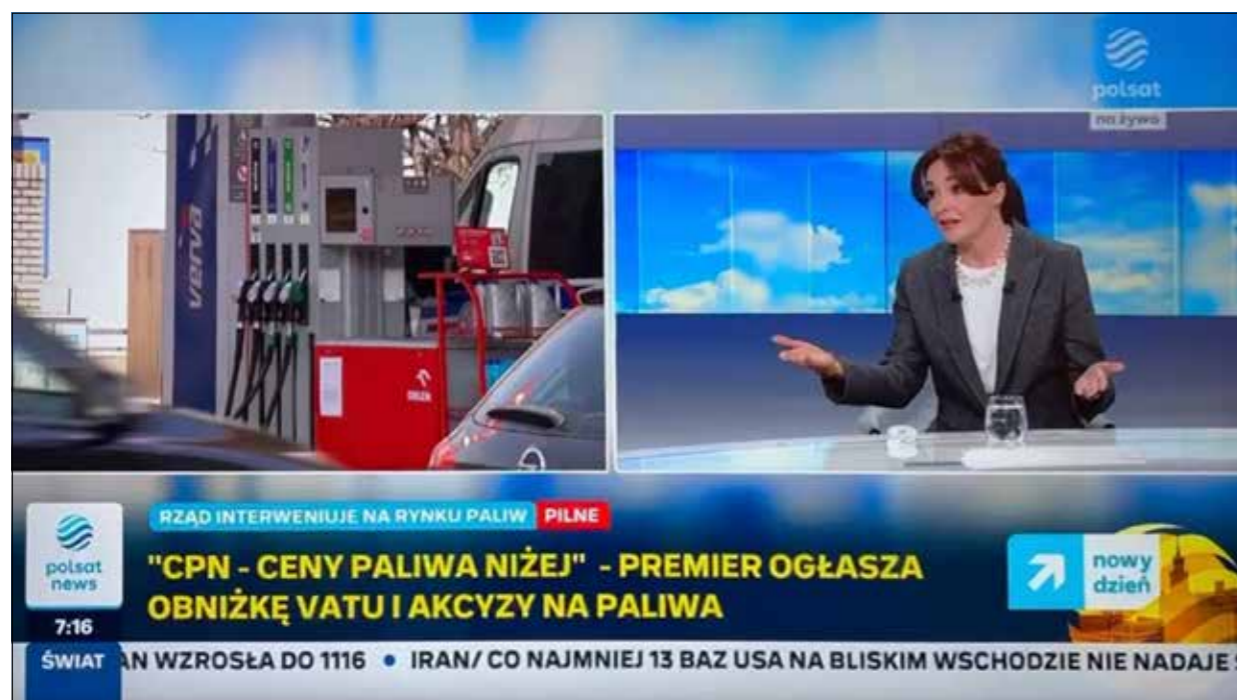 polsat
na żywo
verva
ORLEN
RZĄD INTERWENIUJE NA RYNKU PALIW PILNE
polsat
news
"CPN - CENY PALIWA NIŻEJ" - PREMIER OGŁASZA
OBNIŻKĘ VATU I AKCYZY NA PALIWA
nowy
dzień
7:16
ŚWIAT AN WZROSŁA DO 1116 • IRAN/ CO NAJMNIEJ 13 BAZ USA NA BLISKIM WSCHODZIE NIE NADAJE